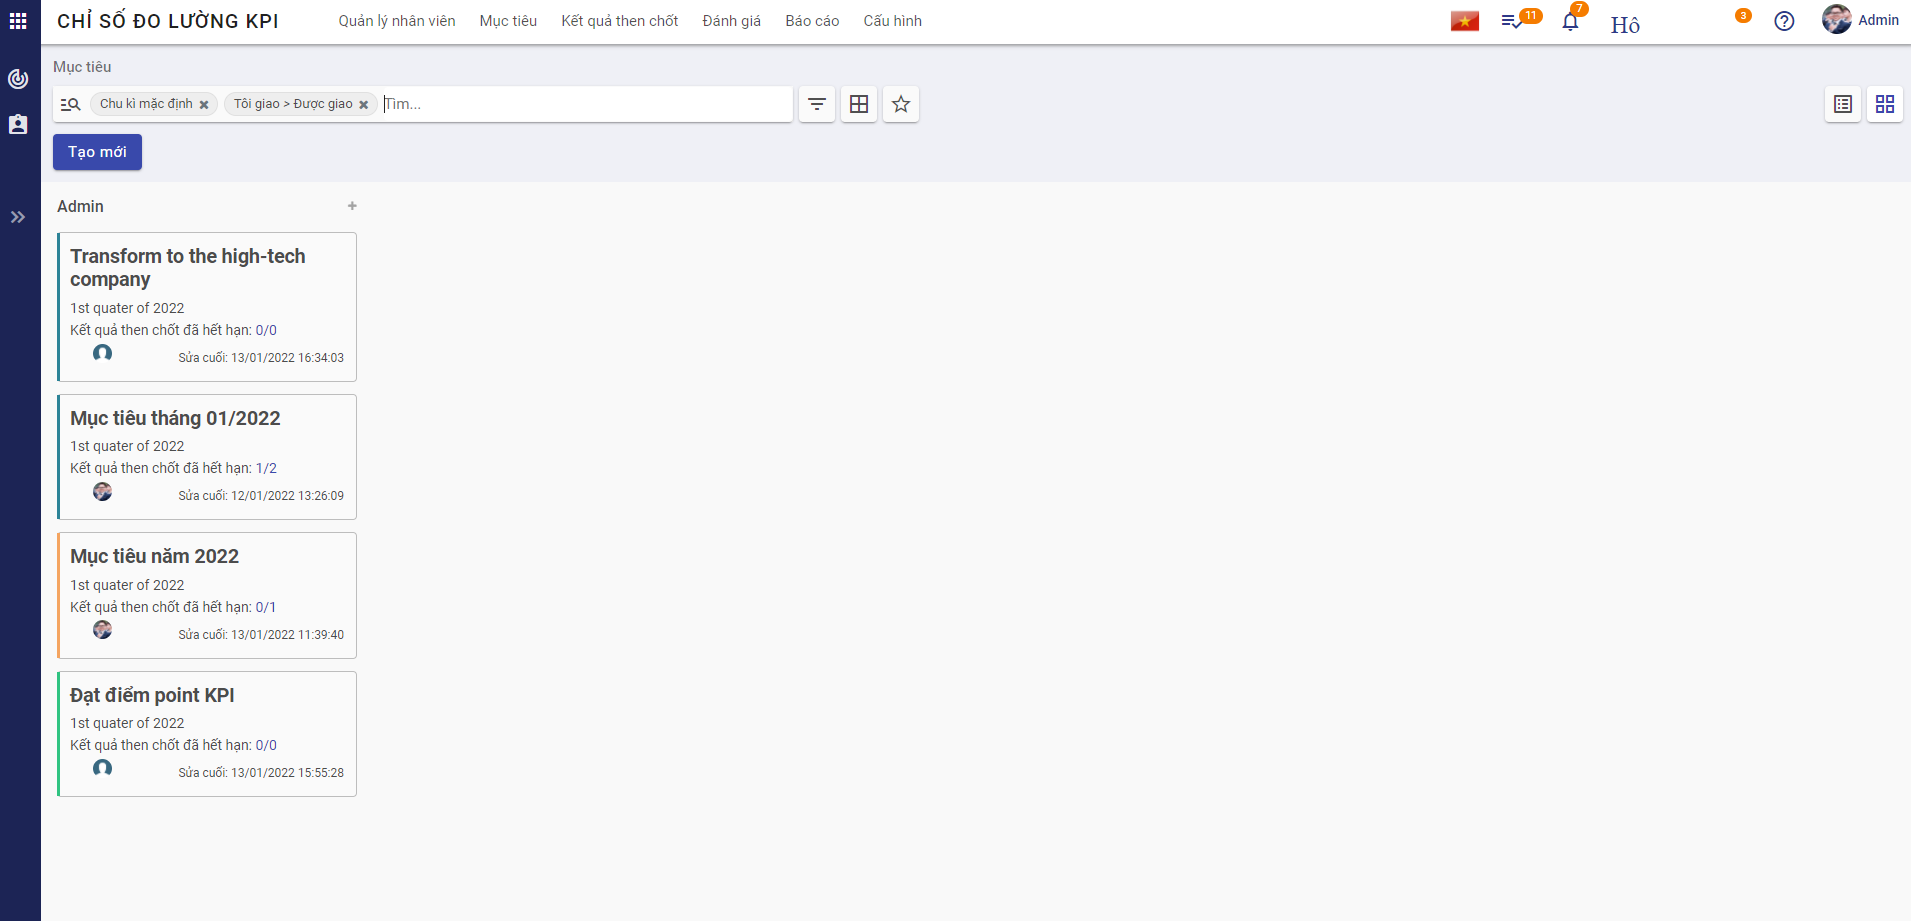 CHỈ SỐ ĐO LƯỜNG KPI
Quản lý nhân viên Mục tiêu Kết quả then chốt Đánh giá Báo cáo Cấu hình
11 7 Hô 3 Admin
Mục tiêu
Chu kì mặc định Tôi giao > Được giao Tìm...
Tạo mới
Admin
Transform to the high-tech
company
1st quater of 2022
Kết quả then chốt đã hết hạn: 0/0
Sửa cuối: 13/01/2022 16:34:03
Mục tiêu tháng 01/2022
1st quater of 2022
Kết quả then chốt đã hết hạn: 1/2
Sửa cuối: 12/01/2022 13:26:09
Mục tiêu năm 2022
1st quater of 2022
Kết quả then chốt đã hết hạn: 0/1
Sửa cuối: 13/01/2022 11:39:40
Đạt điểm point KPI
1st quater of 2022
Kết quả then chốt đã hết hạn: 0/0
Sửa cuối: 13/01/2022 15:55:28